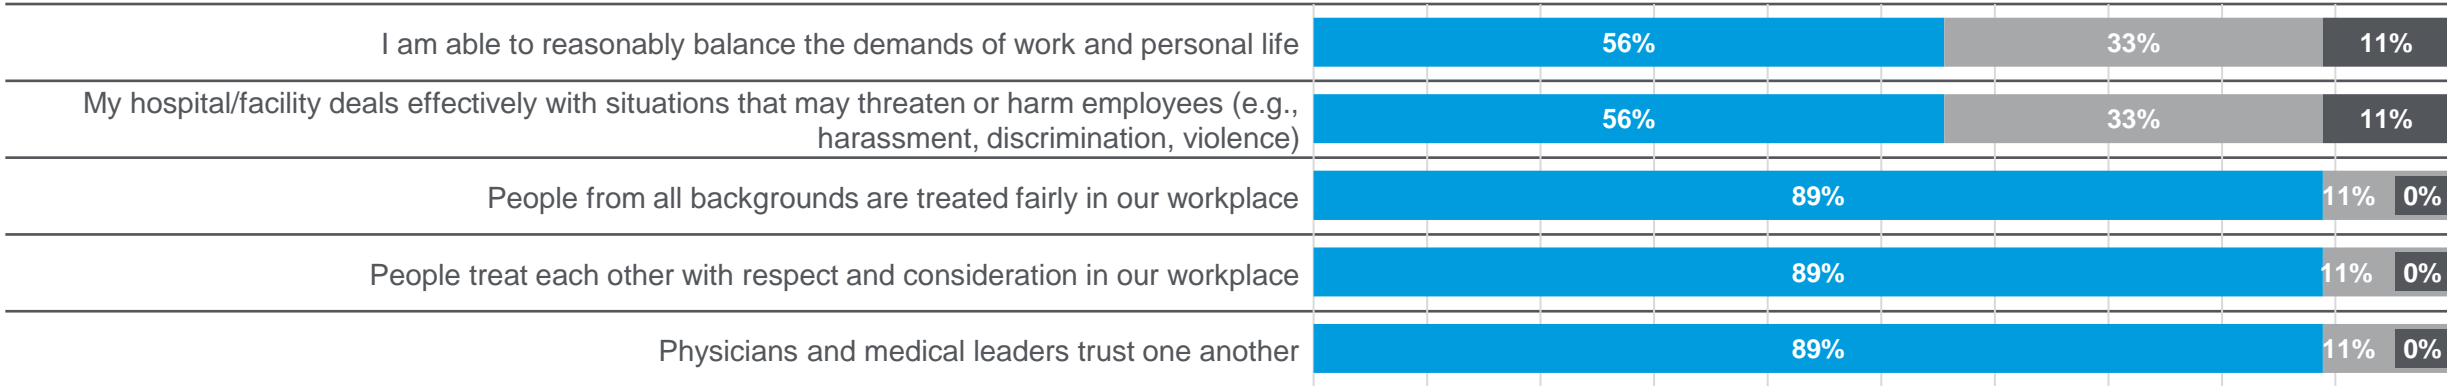 I am able to reasonably balance the demands of work and personal life 56% 33% 11%
My hospital/facility deals effectively with situations that may threaten or harm employees (e.g.,
harassment, discrimination, violence) 56% 33% 11%
People from all backgrounds are treated fairly in our workplace 89% 11% 0%
People treat each other with respect and consideration in our workplace 89% 11% 0%
Physicians and medical leaders trust one another 89% 11% 0%